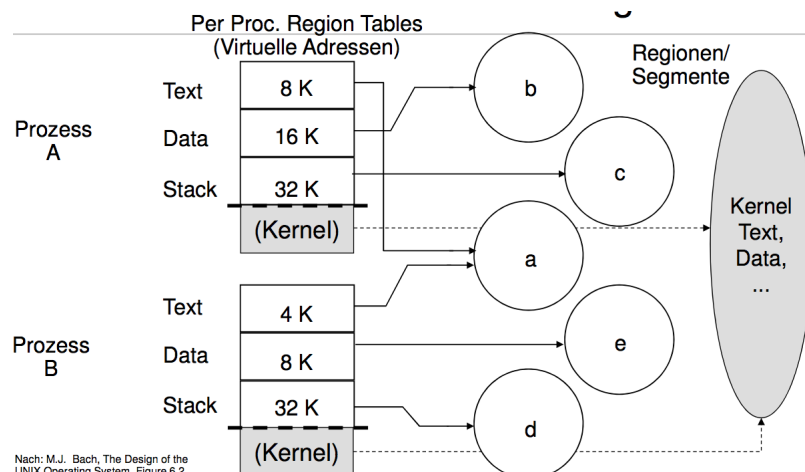 Per Proc. Region Tables
(Virtuelle Adressen)
Regionen/
Segmente
Prozess
A
Text
8 K
Data
16 K
Stack
32 K
(Kernel)
b
c
a
Kernel
Text,
Data,
...
Prozess
B
Text
4 K
Data
8 K
Stack
32 K
(Kernel)
e
d
Nach: M.J. Bach, The Design of the
UNIX Operating System, Figure 6.2